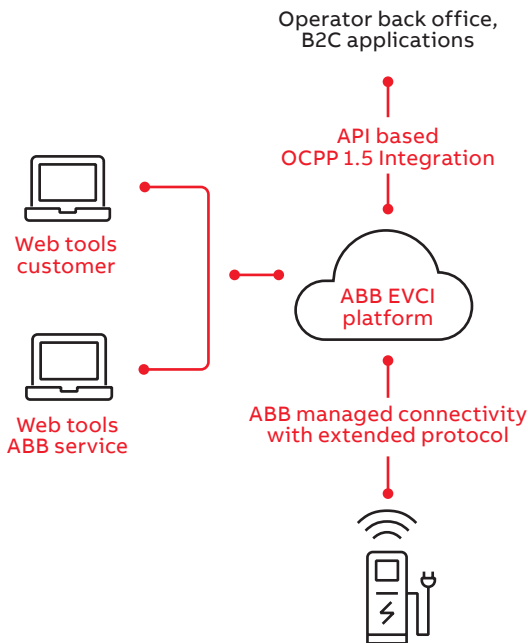 Operator back office,
B2C applications
API based
OCPP 1.5 Integration
Web tools
customer
ABB EVCI
platform
Web tools
ABB service
ABB managed connectivity
with extended protocol